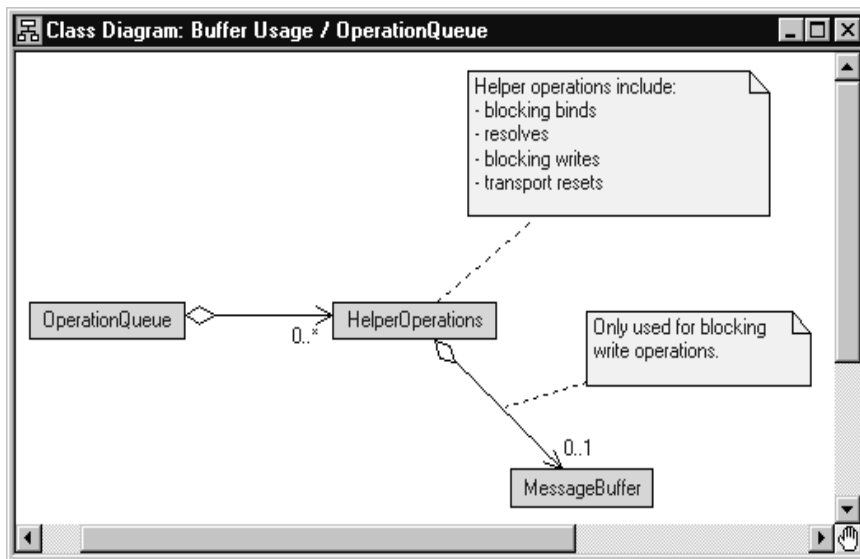 Class Diagram: Buffer Usage / OperationQueue
Helper operations include:
- blocking binds
- resolves
- blocking writes
- transport resets
OperationQueue
0..*
HelperOperations
Only used for blocking
write operations.
0..1
MessageBuffer